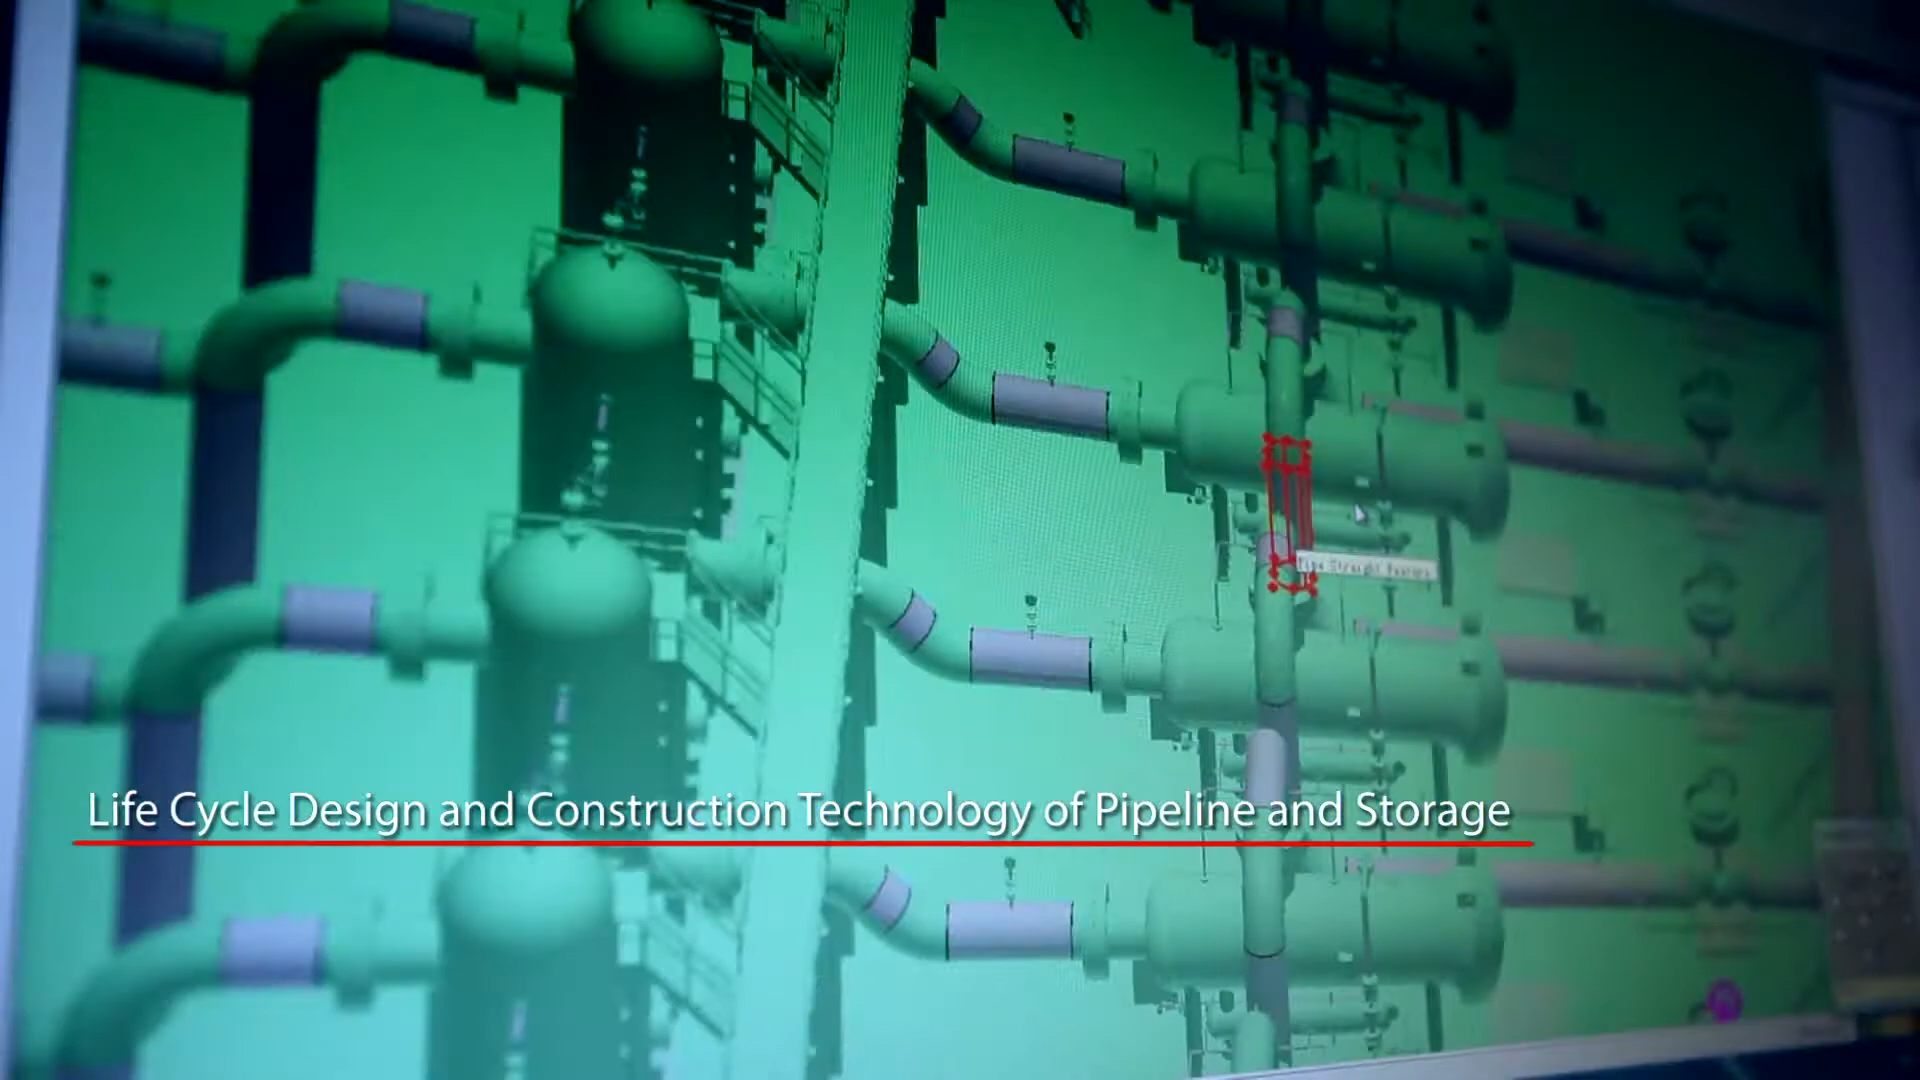 Life Cycle Design and Construction Technology of Pipeline and Storage